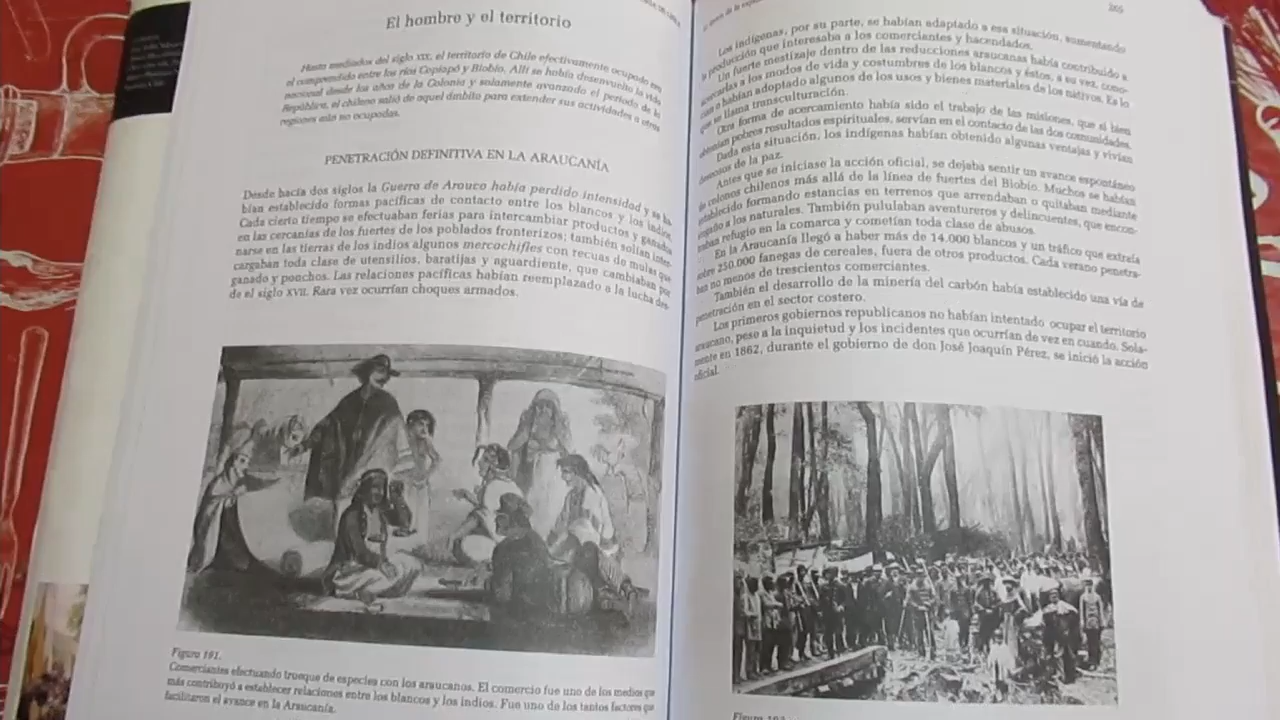 El hombre y el territorio
Hasta mediados del siglo XIX, el territorio de Chile efectivamente ocupado era
el comprendido entre los ríos Copiapó y Biobío. Allí se había desenvuelto la vida
nacional desde los años de la Colonia y solamente avanzado el período de la
República, el chileno salió de aquel ámbito para extender sus actividades a otras
regiones aún no ocupadas.
PENETRACIÓN DEFINITIVA EN LA ARAUCANÍA
Desde hacía dos siglos la Guerra de Arauco había perdido intensidad y se ha-
bían establecido formas pacíficas de contacto entre los blancos y los indios
Cada cierto tiempo se efectuaban ferias para intercambiar productos y ganados
en las cercanías de los fuertes de los poblados fronterizos; también solían inter-
narse en las tierras de los indios algunos mercachifles con recuas de mulas que
cargaban toda clase de utensilios, baratijas y aguardiente, que cambiaban por
ganado y ponchos. Las relaciones pacíficas habían reemplazado a la lucha des-
de el siglo XVII. Rara vez ocurrían choques armados.
Figura 191.
Comerciantes efectuando trueque de especies con los araucanos. El comercio fue uno de los medios que
más contribuyó a establecer relaciones entre los blancos y los indios. Fue uno de los tantos factores que
facilitaron el avance en la Araucanía.
Los indígenas, por su parte, se habían adaptado a esa situación, aumentando
la producción que interesaba a los comerciantes y hacendados.
Un fuerte mestizaje dentro de las reducciones araucanas había contribuido a
acercarlas a los modos de vida y costumbres de los blancos y éstos, a su vez, cono-
cían o habían adoptado algunos de los usos y bienes materiales de los nativos. Es lo
que se llama transculturación.
Otra forma de acercamiento había sido el trabajo de las misiones, que si bien
obtenían pobres resultados espirituales, servían en el contacto de las dos comunidades.
Dada esta situación, los indígenas habían obtenido algunas ventajas y vivían
deseosos de la paz.
Antes que se iniciase la acción oficial, se dejaba sentir un avance espontáneo
de colonos chilenos más allá de la línea de fuertes del Biobío. Muchos se habían
establecido formando estancias en terrenos que arrendaban o quitaban mediante
engaño a los naturales. También pululaban aventureros y delincuentes, que encon-
traban refugio en la comarca y cometían toda clase de abusos.
En la Araucanía llegó a haber más de 14.000 blancos y un tráfico que extraía
sobre 250.000 fanegas de cereales, fuera de otros productos. Cada verano penetra-
ban no menos de trescientos comerciantes.
También el desarrollo de la minería del carbón había establecido una vía de
penetración en el sector costero.
Los primeros gobiernos republicanos no habían intentado ocupar el territorio
araucano, pese a la inquietud y los incidentes que ocurrían de vez en cuando. Sola-
mente en 1862, durante el gobierno de don José Joaquín Pérez, se inició la acción
oficial.
Figura